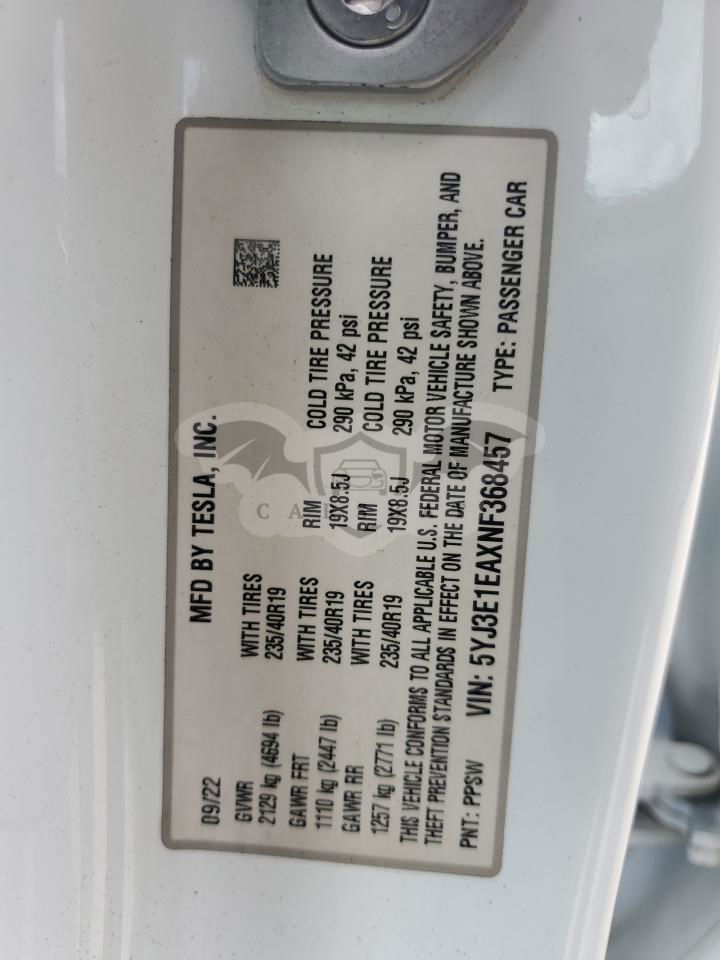 MFD BY TESLA, INC.
09/22
GVWR WITH TIRES
2129 kg (4694 lb) 235/40R19
GAWR FRT WITH TIRES RIM COLD TIRE PRESSURE
1110 kg (2447 lb) 235/40R19 19X8.5J 290 kPa, 42 psi
GAWR RR WITH TIRES RIM COLD TIRE PRESSURE
1257 kg (2771 lb) 235/40R19 19X8.5J 290 kPa, 42 psi
THIS VEHICLE CONFORMS TO ALL APPLICABLE U.S. FEDERAL MOTOR VEHICLE SAFETY, BUMPER, AND
THEFT PREVENTION STANDARDS IN EFFECT ON THE DATE OF MANUFACTURE SHOWN ABOVE.
PNT: PPSW VIN: 5YJ3E1EAXNF368457 TYPE: PASSENGER CAR